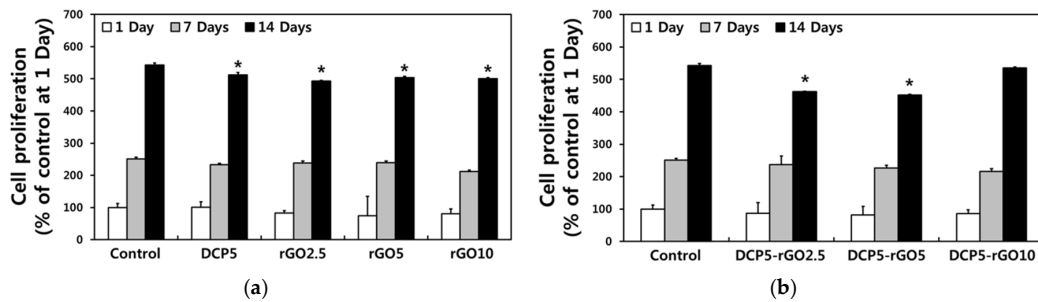 Cell proliferation
(% of control at 1 Day)
700
600
500
400
300
200
100
0
1 Day 7 Days 14 Days
* * * *
Control DCP5 rGO2.5 rGO5 rGO10
(a)
Cell proliferation
(% of control at 1 Day)
700
600
500
400
300
200
100
0
1 Day 7 Days 14 Days
* *
Control DCP5-rGO2.5 DCP5-rGO5 DCP5-rGO10
(b)